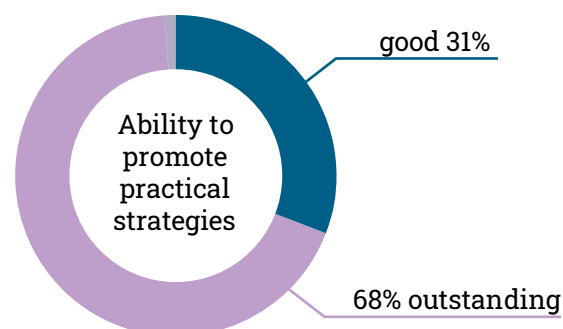 good 31%
Ability to
promote
practical
strategies
68% outstanding